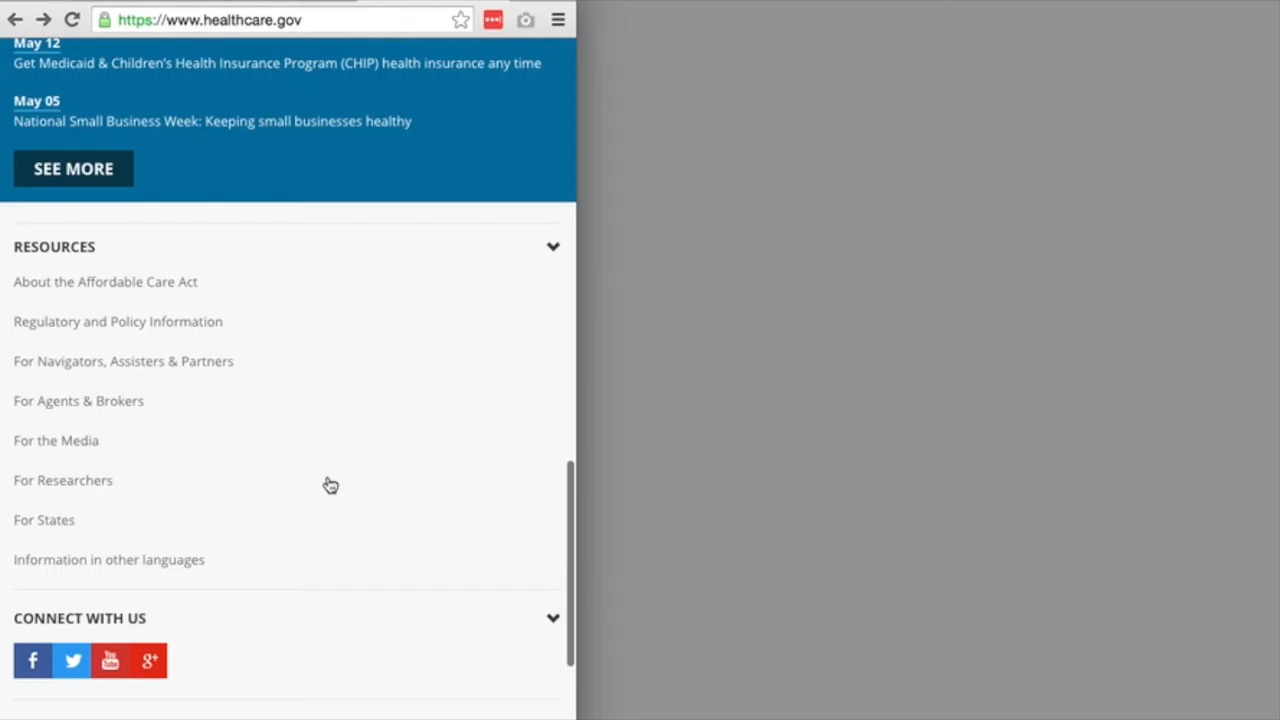 https://www.healthcare.gov
May 12
Get Medicaid & Children's Health Insurance Program (CHIP) health insurance any time
May 05
National Small Business Week: Keeping small businesses healthy
SEE MORE
RESOURCES
About the Affordable Care Act
Regulatory and Policy Information
For Navigators, Assisters & Partners
For Agents & Brokers
For the Media
For Researchers
For States
Information in other languages
CONNECT WITH US
f You Tube g+